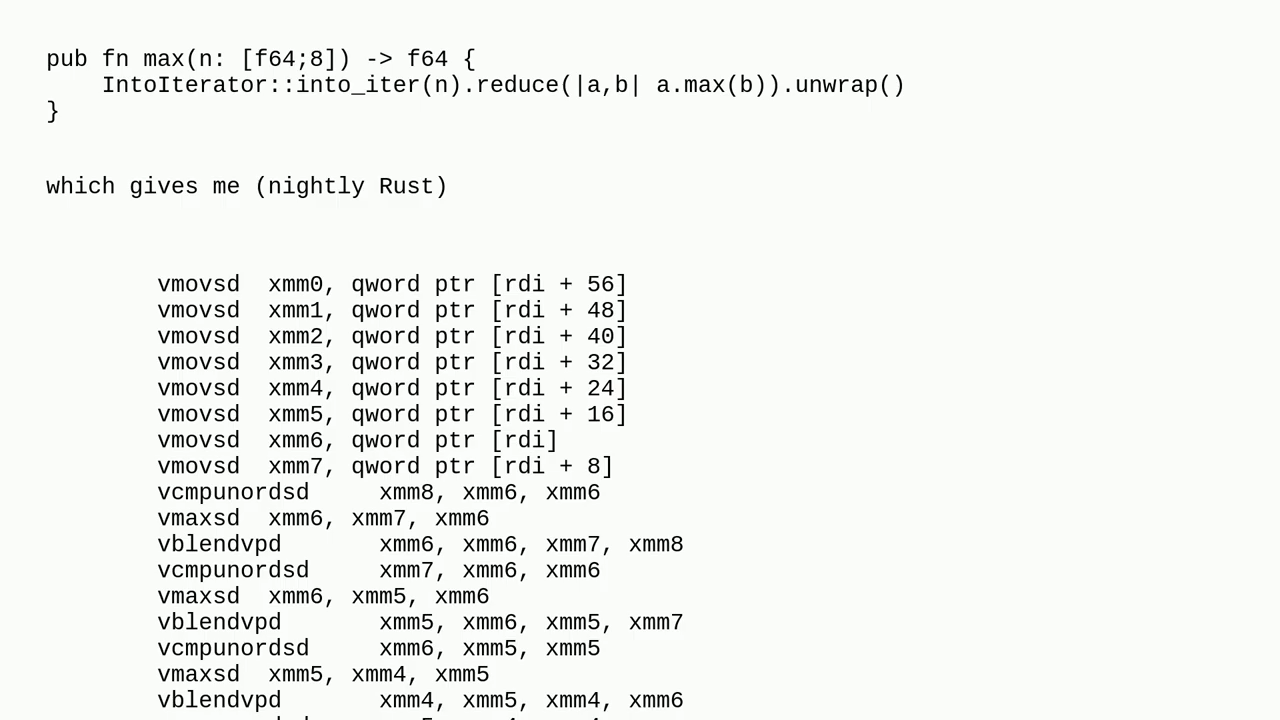 pub fn max(n: [f64;8]) -> f64 {
    IntoIterator::into_iter(n).reduce(|a,b| a.max(b)).unwrap()
}
which gives me (nightly Rust)
        vmovsd  xmm0, qword ptr [rdi + 56]
        vmovsd  xmm1, qword ptr [rdi + 48]
        vmovsd  xmm2, qword ptr [rdi + 40]
        vmovsd  xmm3, qword ptr [rdi + 32]
        vmovsd  xmm4, qword ptr [rdi + 24]
        vmovsd  xmm5, qword ptr [rdi + 16]
        vmovsd  xmm6, qword ptr [rdi]
        vmovsd  xmm7, qword ptr [rdi + 8]
        vcmpunordsd     xmm8, xmm6, xmm6
        vmaxsd  xmm6, xmm7, xmm6
        vblendvpd       xmm6, xmm6, xmm7, xmm8
        vcmpunordsd     xmm7, xmm6, xmm6
        vmaxsd  xmm6, xmm5, xmm6
        vblendvpd       xmm5, xmm6, xmm5, xmm7
        vcmpunordsd     xmm6, xmm5, xmm5
        vmaxsd  xmm5, xmm4, xmm5
        vblendvpd       xmm4, xmm5, xmm4, xmm6